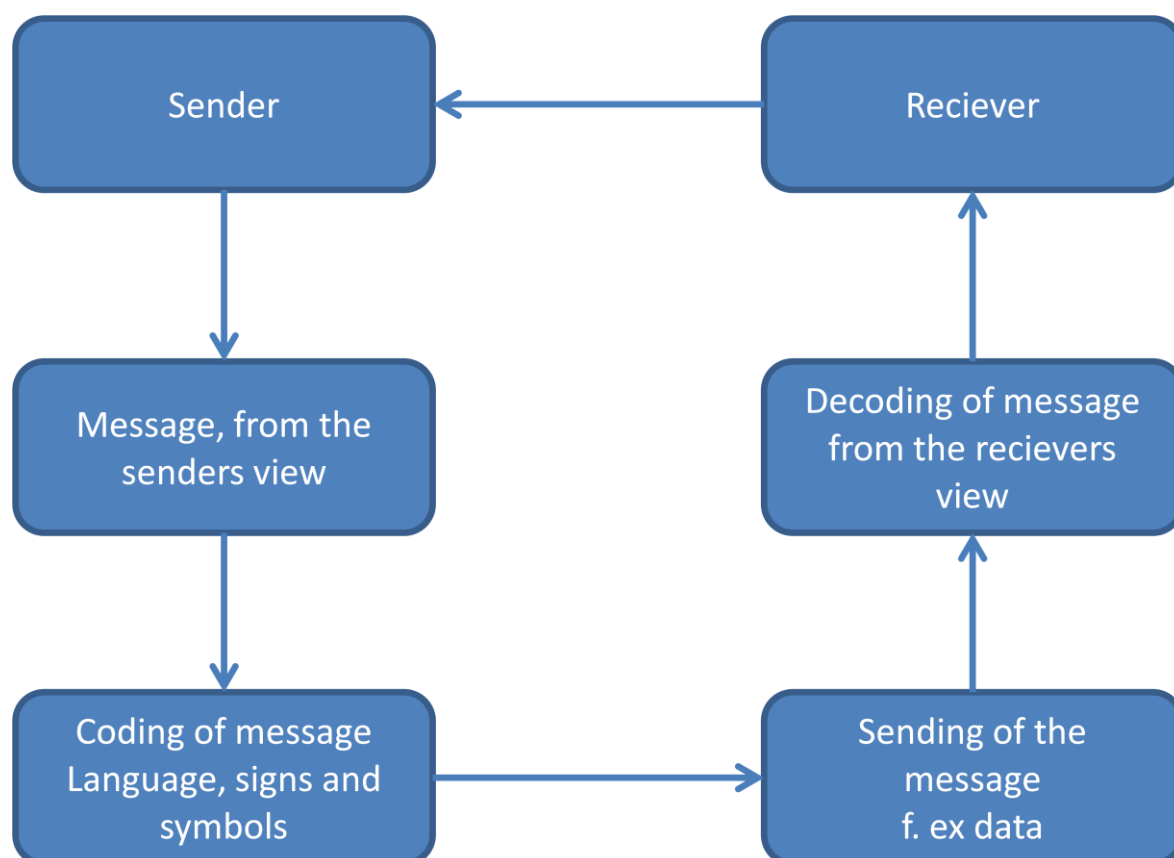 Sender
Reciever
Message, from the
senders view
Decoding of message
from the recievers
view
Coding of message
Language, signs and
symbols
Sending of the
message
f. ex data